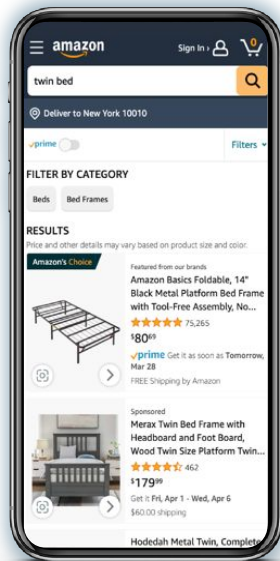 amazon
Sign In ›
0
twin bed
Deliver to New York 10010
prime
Filters
FILTER BY CATEGORY
Beds
Bed Frames
RESULTS
Price and other details may vary based on product size and color.
Amazon's Choice
Featured from our brands
Amazon Basics Foldable, 14"
Black Metal Platform Bed Frame
with Tool-Free Assembly, No...
75,265
$8069
prime Get it as soon as Tomorrow,
Mar 28
FREE Shipping by Amazon
Sponsored
Merax Twin Bed Frame with
Headboard and Foot Board,
Wood Twin Size Platform Twin...
462
$17999
Get it Fri, Apr 1 - Wed, Apr 6
$60.00 shipping
Hodedah Metal Twin, Complete